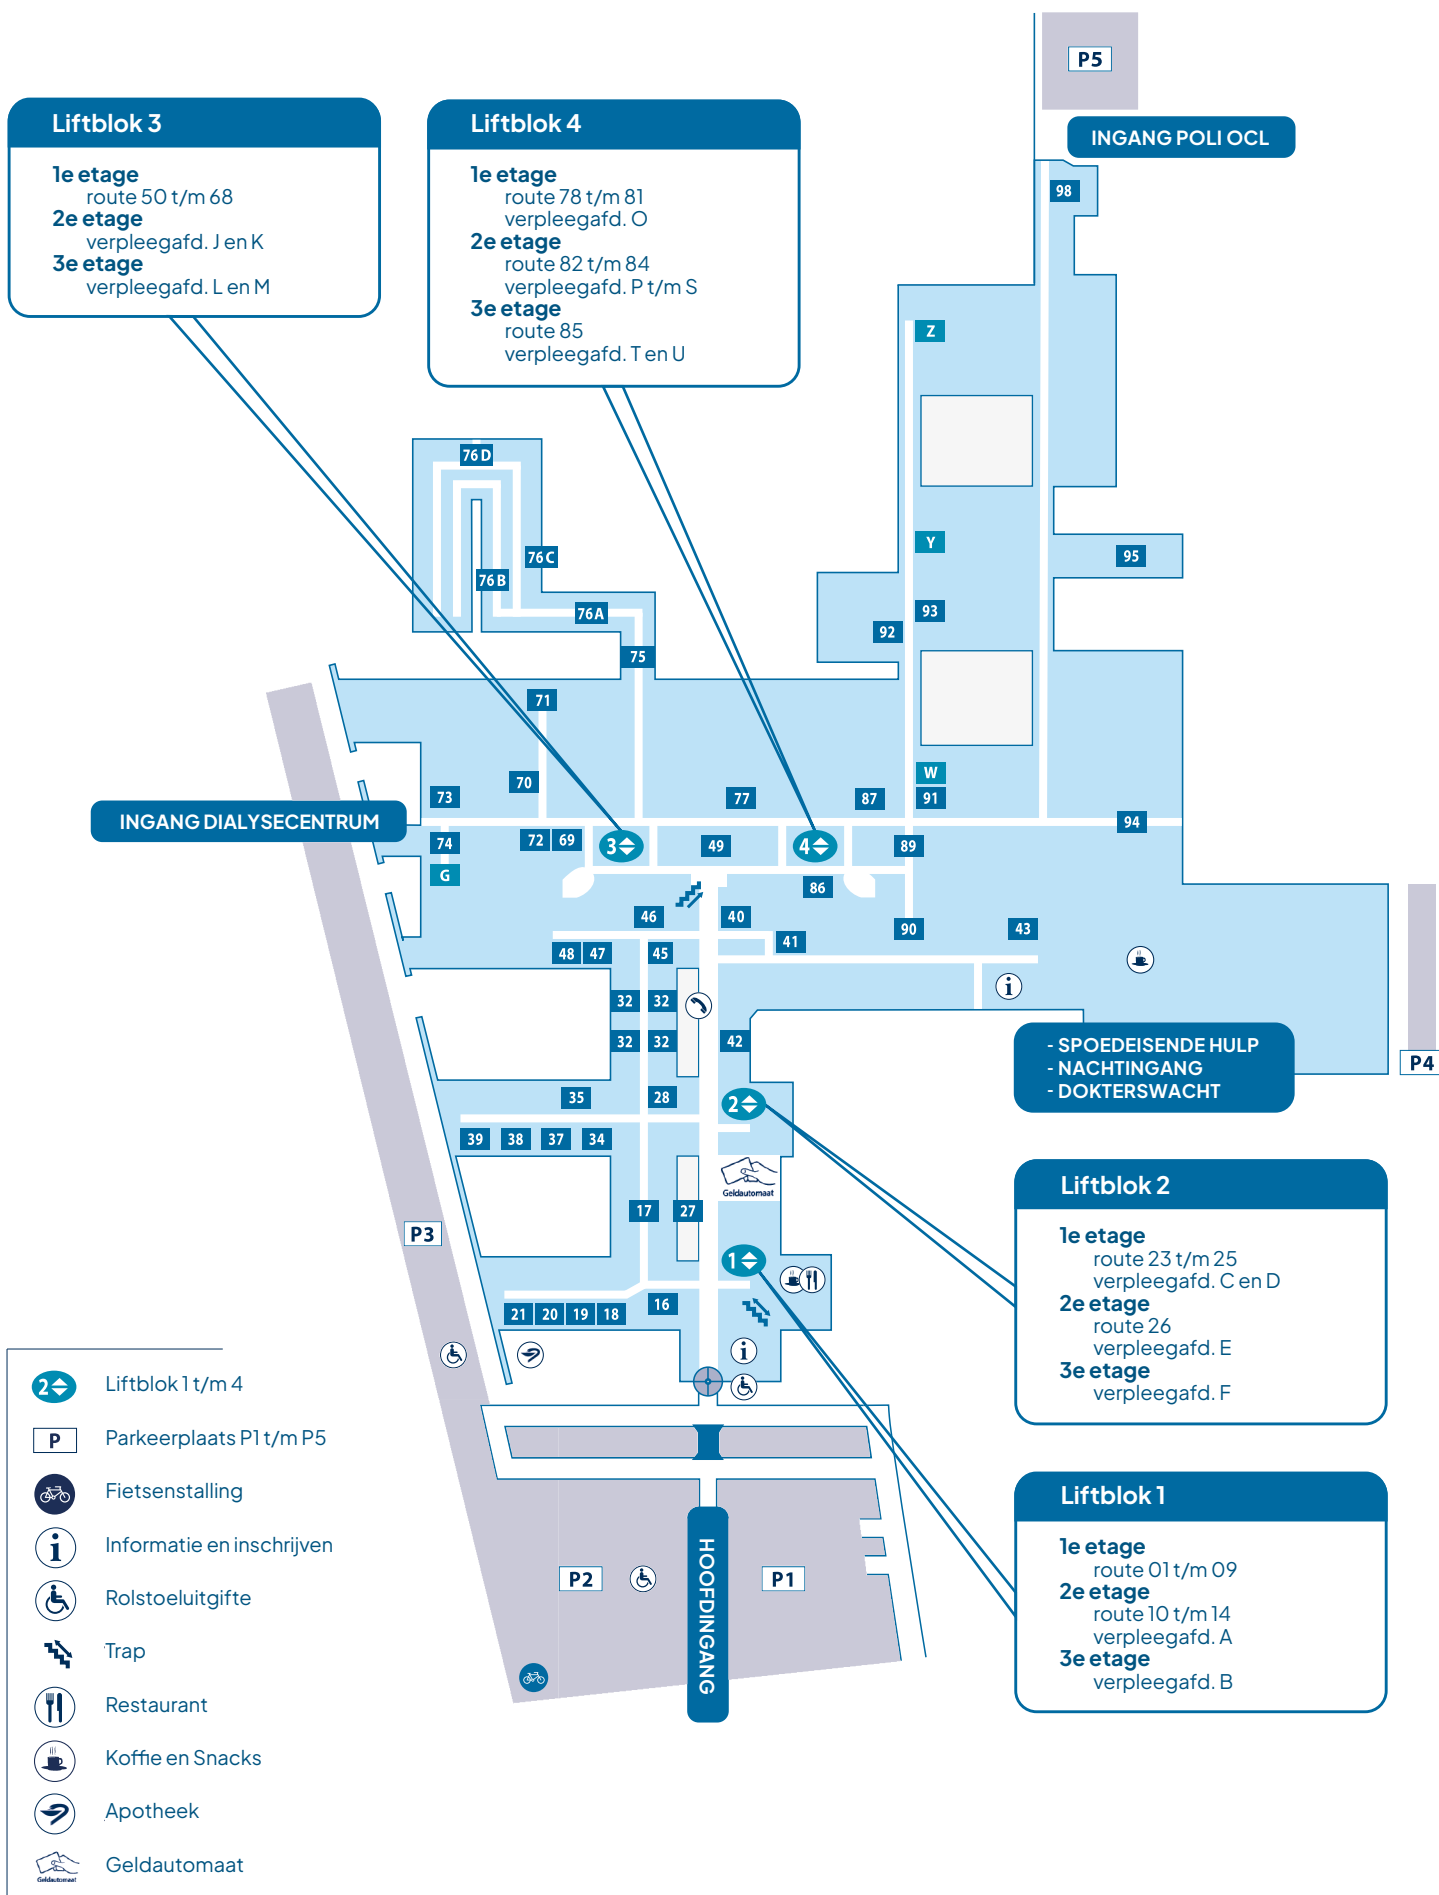 P5
INGANG POLI OCL
Liftblok 3
1e etage
route 50 t/m 68
2e etage
verpleegafd. J en K
3e etage
verpleegafd. L en M
Liftblok 4
1e etage
route 78 t/m 81
verpleegafd. O
2e etage
route 82 t/m 84
verpleegafd. P t/m S
3e etage
route 85
verpleegafd. T en U
98
Z
76D
Y
76C
95
76B
93
76A
92
75
71
W
70
73
77
87
91
INGANG DIALYSECENTRUM
94
74
72
69
3
49
4
89
G
86
46
40
90
43
41
48
47
45
i
32
32
32
32
42
- SPOEDEISENDE HULP
- NACHTINGANG
- DOKTERSWACHT
P4
35
28
2
39
38
37
34
Geldautomaat
17
27
P3
1
21
20
19
18
16
i
Liftblok 2
1e etage
route 23 t/m 25
verpleegafd. C en D
2e etage
route 26
verpleegafd. E
3e etage
verpleegafd. F
Liftblok 1
1e etage
route 01 t/m 09
2e etage
route 10 t/m 14
verpleegafd. A
3e etage
verpleegafd. B
P2
P1
HOOFDINGANG
2
Liftblok 1 t/m 4
P
Parkeerplaats P1 t/m P5
Fietsenstalling
i
Informatie en inschrijven
Rolstoeluitgifte
Trap
Restaurant
Koffie en Snacks
Apotheek
Geldautomaat
Geldautomaat